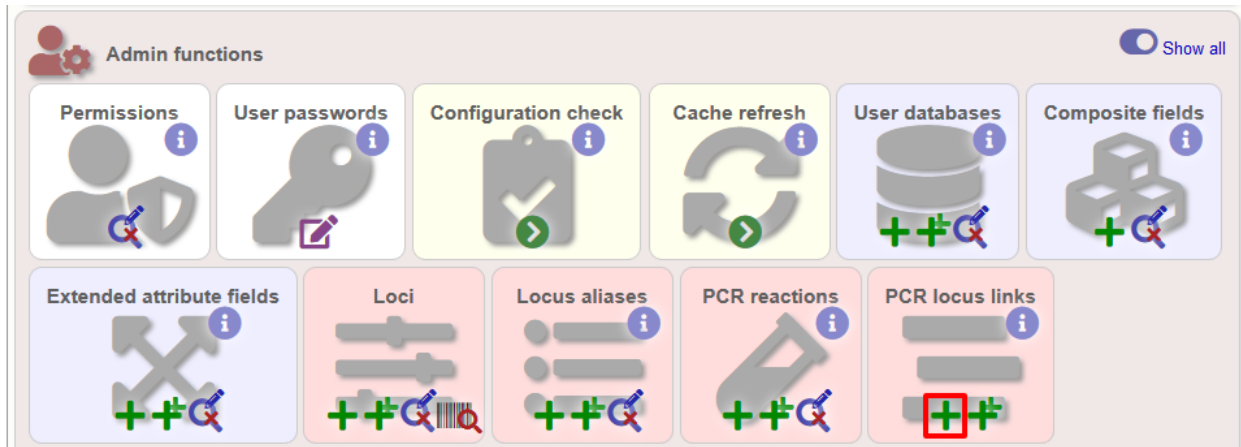 Admin functions
Show all
Permissions
User passwords
Configuration check
Cache refresh
User databases
Composite fields
Extended attribute fields
Loci
Locus aliases
PCR reactions
PCR locus links